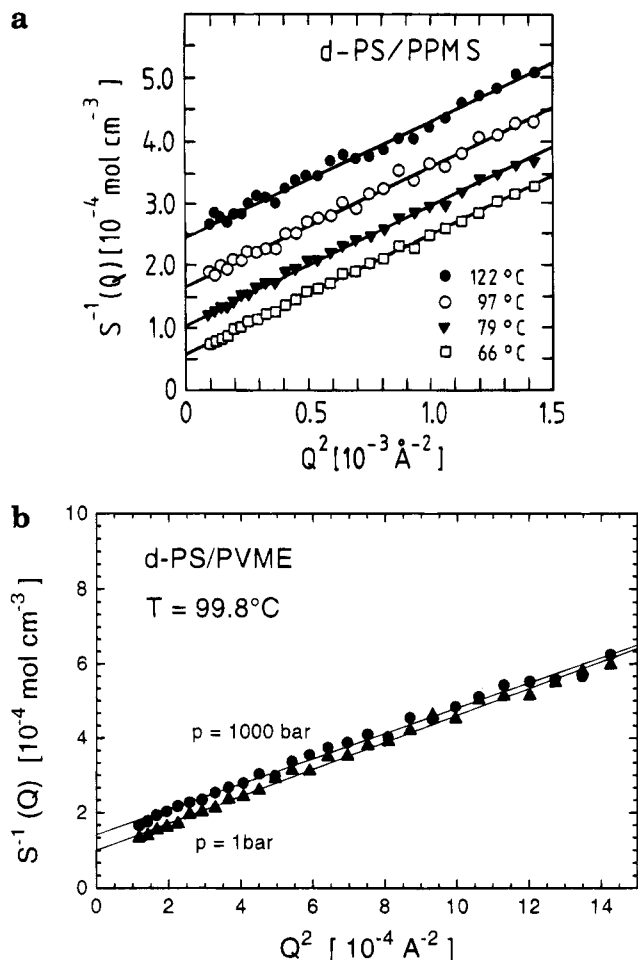 a
d-PS/PPMS
S⁻¹(Q) [10⁻⁴ mol cm⁻³]
5.0
4.0
3.0
2.0
1.0
0
● 122 °C
○ 97 °C
▼ 79 °C
□ 66 °C
0 0.5 1.0 1.5
Q² [10⁻³ Å⁻²]
b
d-PS/PVME
T = 99.8°C
S⁻¹ (Q) [10⁻⁴ mol cm⁻³]
10
8
6
4
2
0
p = 1000 bar
p = 1bar
0 2 4 6 8 10 12 14
Q² [ 10⁻⁴ A⁻²]